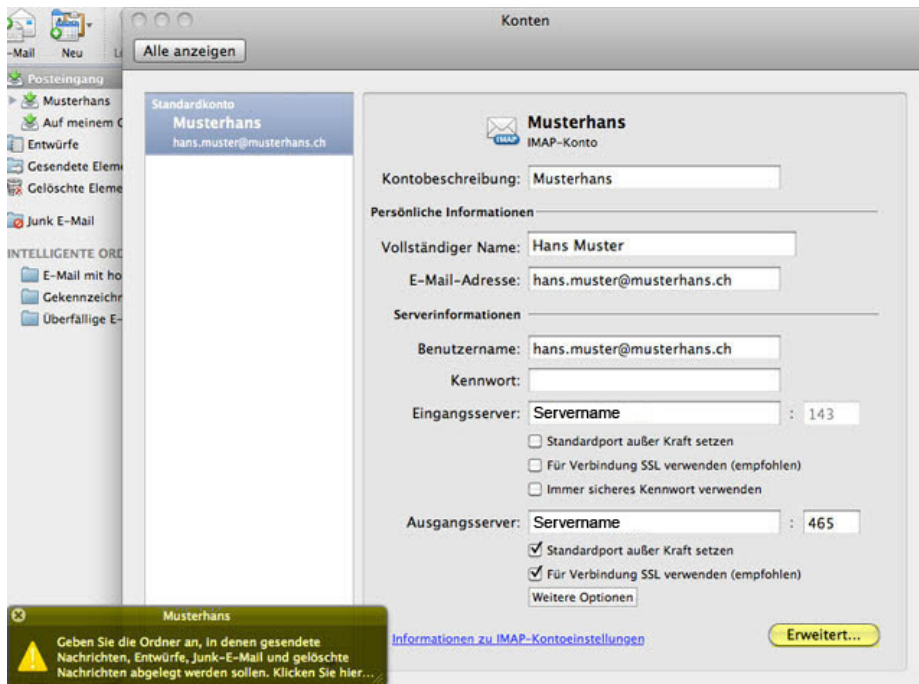 Konten
-Mail Neu
Alle anzeigen
Posteingang
Musterhans
Auf meinem
Entwürfe
Gesendete Eleme
Gelöschte Eleme
Junk E-Mail
INTELLIGENTE ORD
E-Mail mit ho
Gekennzeichn
Überfällige E-
Standardkonto
Musterhans
hans.muster@musterhans.ch
Musterhans
IMAP
IMAP-Konto
Kontobeschreibung: Musterhans
Persönliche Informationen
Vollständiger Name: Hans Muster
E-Mail-Adresse: hans.muster@musterhans.ch
Serverinformationen
Benutzername: hans.muster@musterhans.ch
Kennwort:
Eingangsserver: Servername : 143
Standardport außer Kraft setzen
Für Verbindung SSL verwenden (empfohlen)
Immer sicheres Kennwort verwenden
Ausgangsserver: Servername : 465
Standardport außer Kraft setzen
Für Verbindung SSL verwenden (empfohlen)
Weitere Optionen
Informationen zu IMAP-Kontoeinstellungen
Erweitert...
Musterhans
Geben Sie die Ordner an, in denen gesendete
Nachrichten, Entwürfe, Junk-E-Mail und gelöschte
Nachrichten abgelegt werden sollen. Klicken Sie hier...